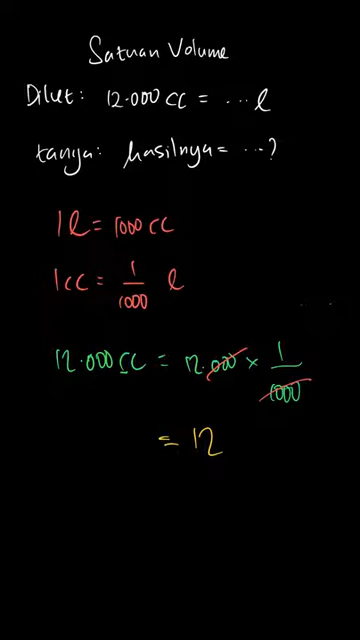 Satuan Volume
Diket: 12.000 cc = ... l
tanya: hasilnya = ...?
1 l = 1000 cc
1 cc = 1/1000 l
12.000 cc = 12.000 × 1/1000
= 12